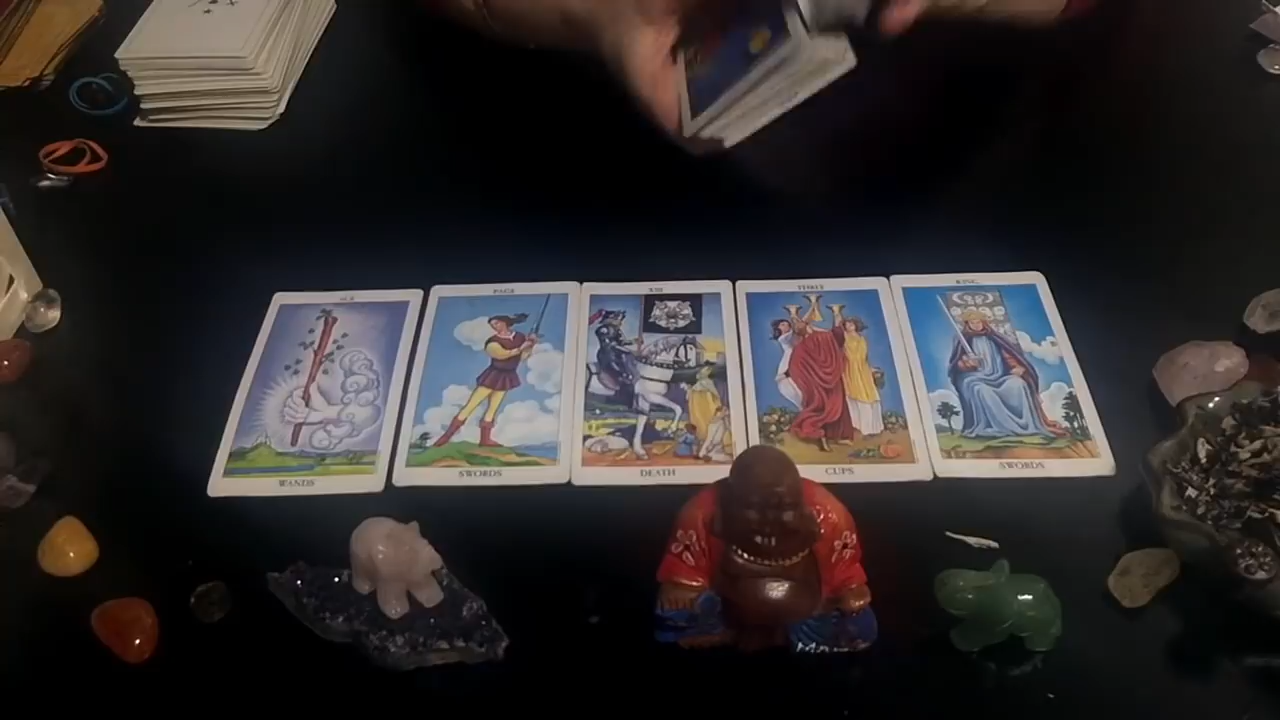 ACE
PAGE
XIII
THREE
KING
WANDS
SWORDS
DEATH
CUPS
SWORDS